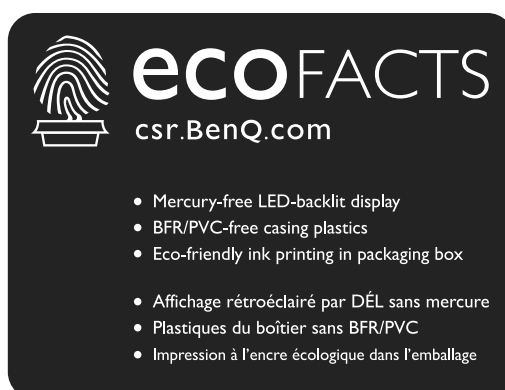 ecoFACTS
csr.BenQ.com
• Mercury-free LED-backlit display
• BFR/PVC-free casing plastics
• Eco-friendly ink printing in packaging box
• Affichage rétroéclairé par DÉL sans mercure
• Plastiques du boîtier sans BFR/PVC
• Impression à l'encre écologique dans l'emballage